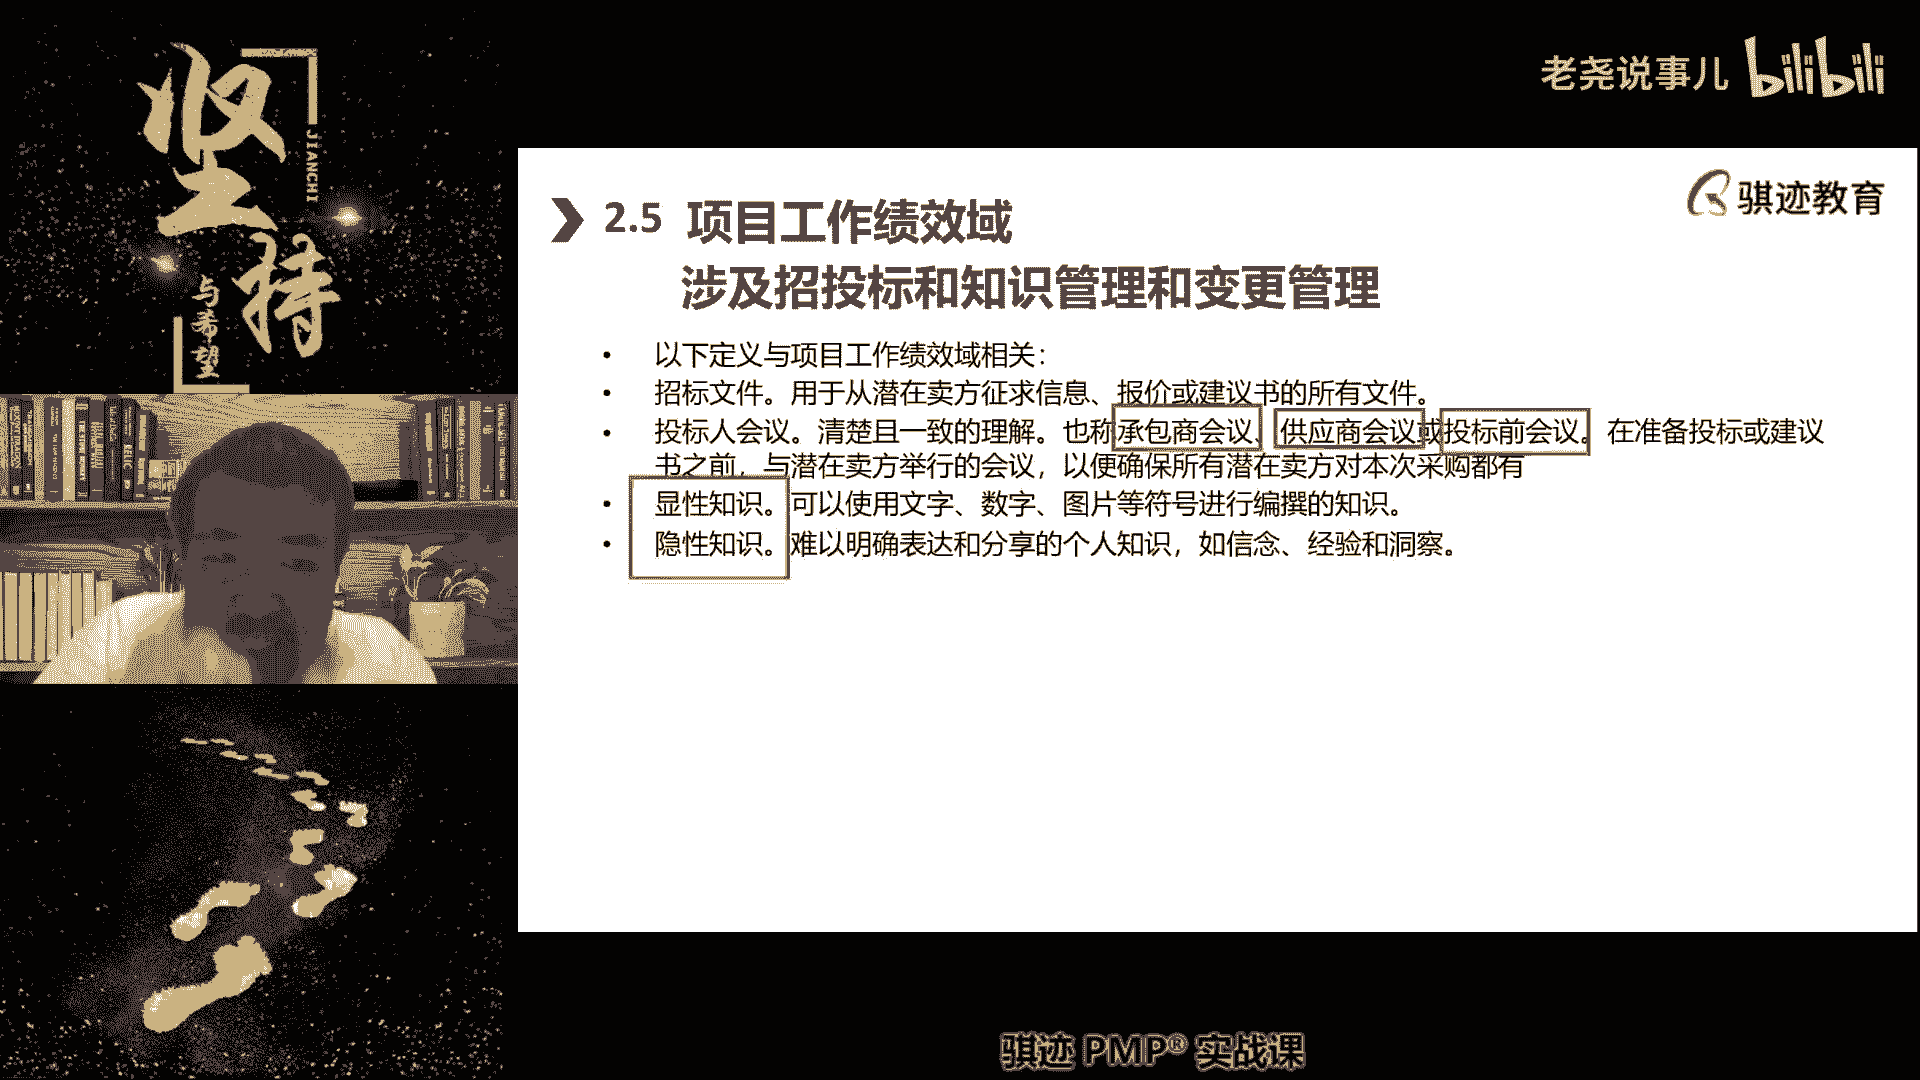 坚持
JIANCHI
与希望
老尧说事儿 bilibili
骐迹教育
2.5 项目工作绩效域
涉及招投标和知识管理和变更管理
• 以下定义与项目工作绩效域相关：
• 招标文件。用于从潜在卖方征求信息、报价或建议书的所有文件。
• 投标人会议。清楚且一致的理解。也称承包商会议、供应商会议或投标前会议。在准备投标或建议
书之前，与潜在卖方举行的会议，以便确保所有潜在卖方对本次采购都有
• 显性知识。可以使用文字、数字、图片等符号进行编撰的知识。
• 隐性知识。难以明确表达和分享的个人知识，如信念、经验和洞察。
骐迹 PMP® 实战课